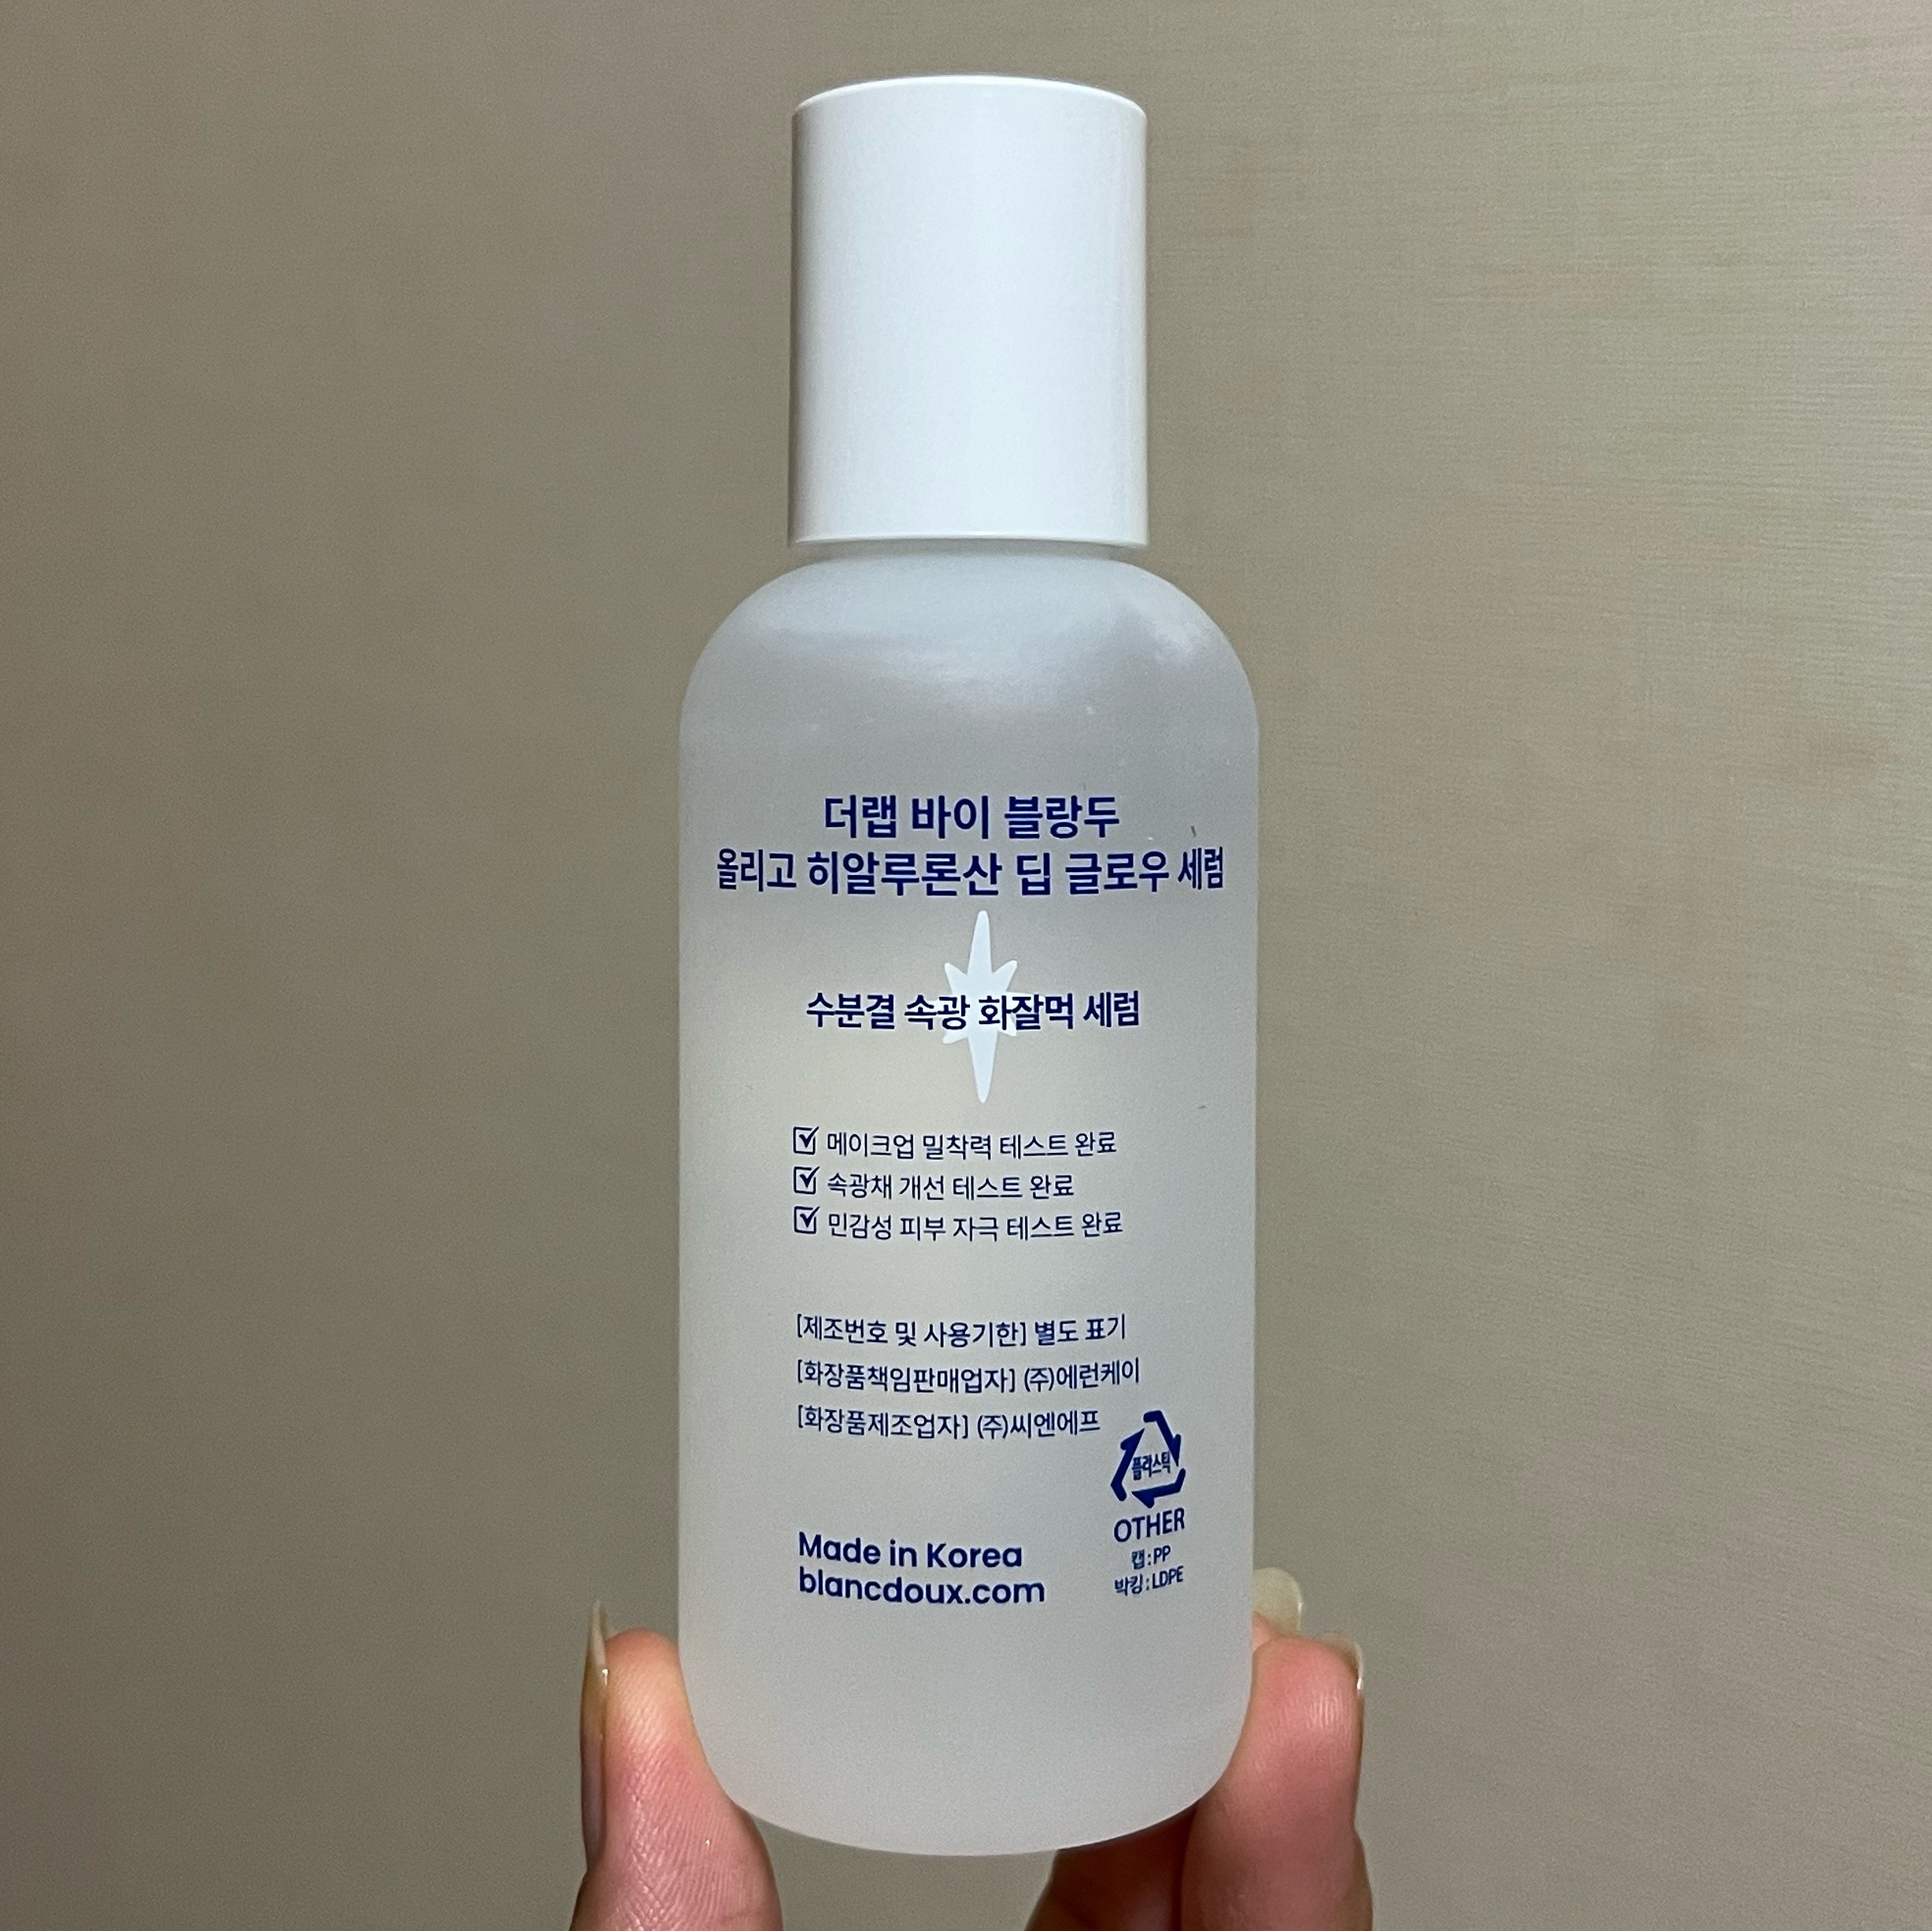 더랩 바이 블랑두
올리고 히알루론산 딥 글로우 세럼
수분결 속광 화잘먹 세럼
메이크업 밀착력 테스트 완료
속광채 개선 테스트 완료
민감성 피부 자극 테스트 완료
[제조번호 및 사용기한] 별도 표기
[화장품책임판매업자] (주)에런케이
[화장품제조업자] (주)씨엔에프
플라스틱
OTHER
캡:PP
박킹:LDPE
Made in Korea
blancdoux.com